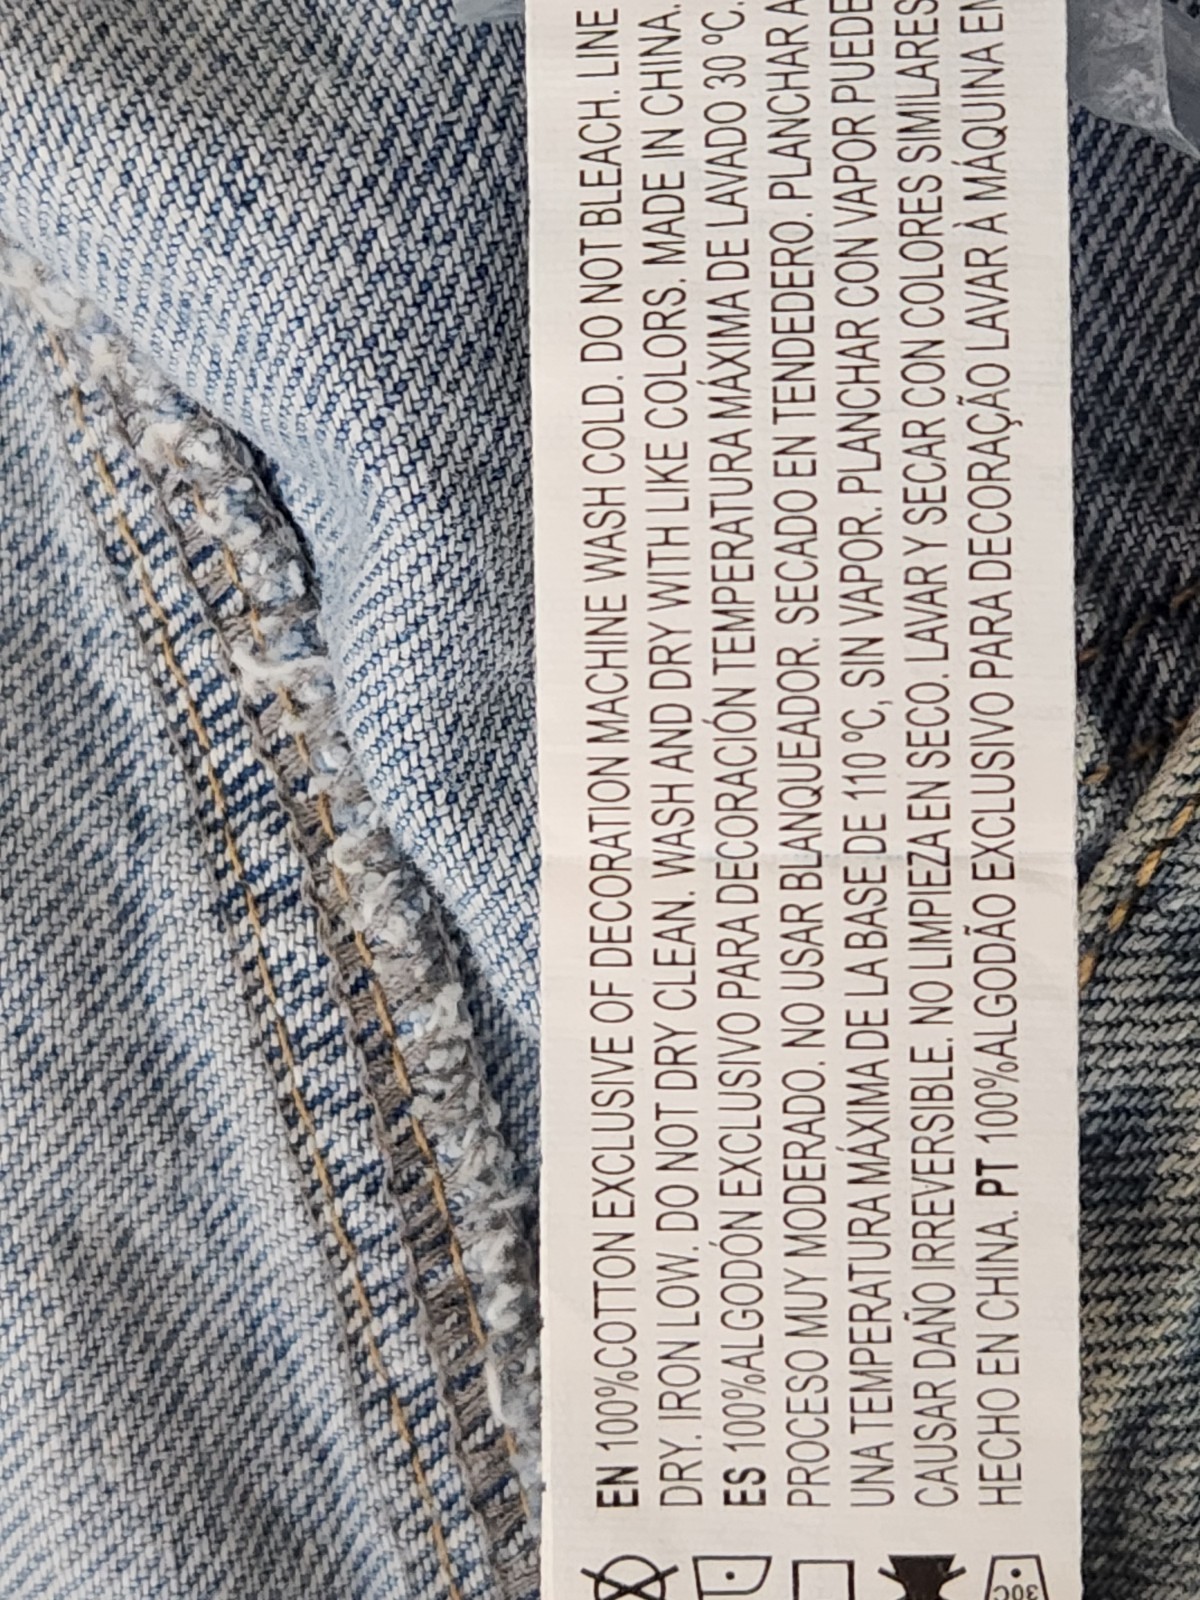 EN 100%COTTON EXCLUSIVE OF DECORATION MACHINE WASH COLD. DO NOT BLEACH. LINE
DRY. IRON LOW. DO NOT DRY CLEAN. WASH AND DRY WITH LIKE COLORS. MADE IN CHINA.
ES 100%ALGODÓN EXCLUSIVO PARA DECORACIÓN TEMPERATURA MÁXIMA DE LAVADO 30 ºC.
PROCESO MUY MODERADO. NO USAR BLANQUEADOR. SECADO EN TENDEDERO. PLANCHAR A
UNA TEMPERATURA MÁXIMA DE LA BASE DE 110 ºC, SIN VAPOR. PLANCHAR CON VAPOR PUEDE
CAUSAR DAÑO IRREVERSIBLE. NO LIMPIEZA EN SECO. LAVAR Y SECAR CON COLORES SIMILARES
HECHO EN CHINA. PT 100%ALGODÃO EXCLUSIVO PARA DECORAÇÃO LAVAR À MÁQUINA EM
30C